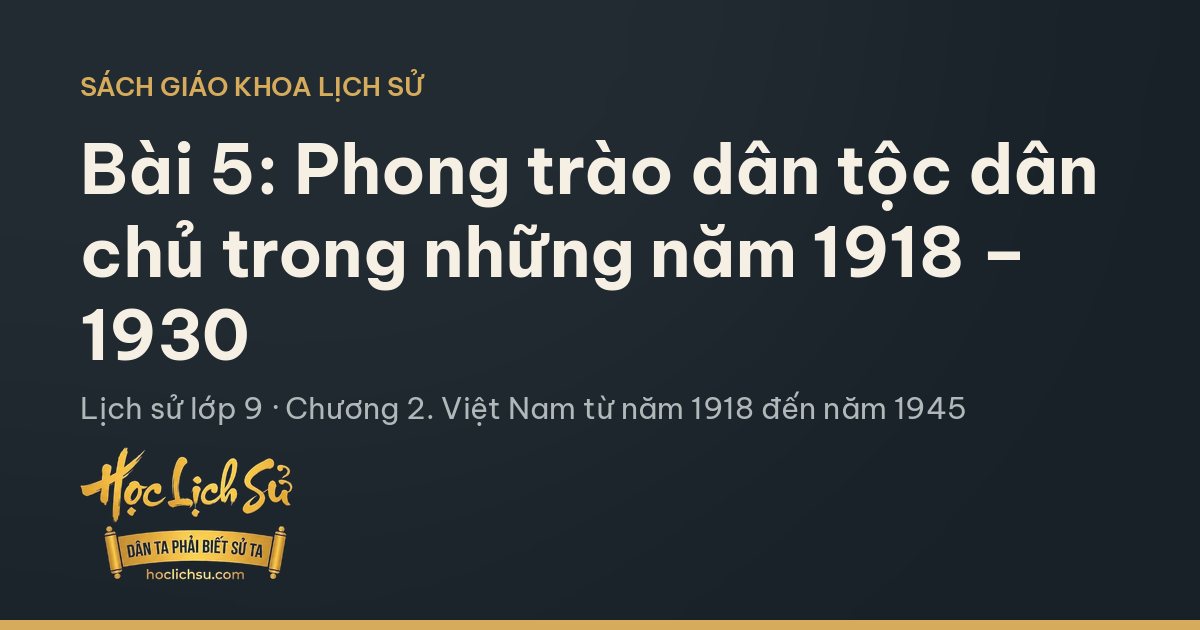 SÁCH GIÁO KHOA LỊCH SỬ
Bài 5: Phong trào dân tộc dân
chủ trong những năm 1918 –
1930
Lịch sử lớp 9 · Chương 2. Việt Nam từ năm 1918 đến năm 1945
Học Lịch Sử
DÂN TA PHẢI BIẾT SỬ TA
hoclichsu.com